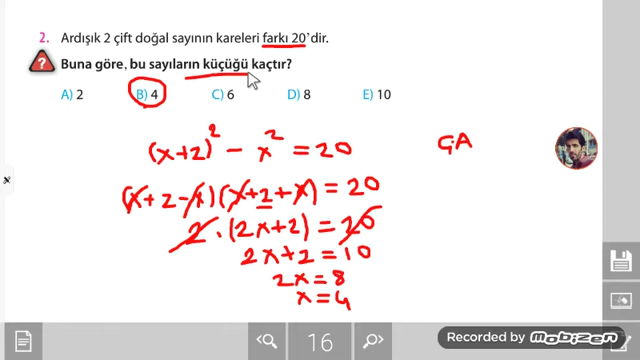 2. Ardışık 2 çift doğal sayının kareleri farkı 20'dir.
? Buna göre, bu sayıların küçüğü kaçtır?
A) 2 B) 4 C) 6 D) 8 E) 10
(x+2)² - x² = 20
GA
(x+2-x)(x+2+x) = 20
2.(2x+2) = 20
2x+2 = 10
2x = 8
x = 4
16
Recorded by mobizen